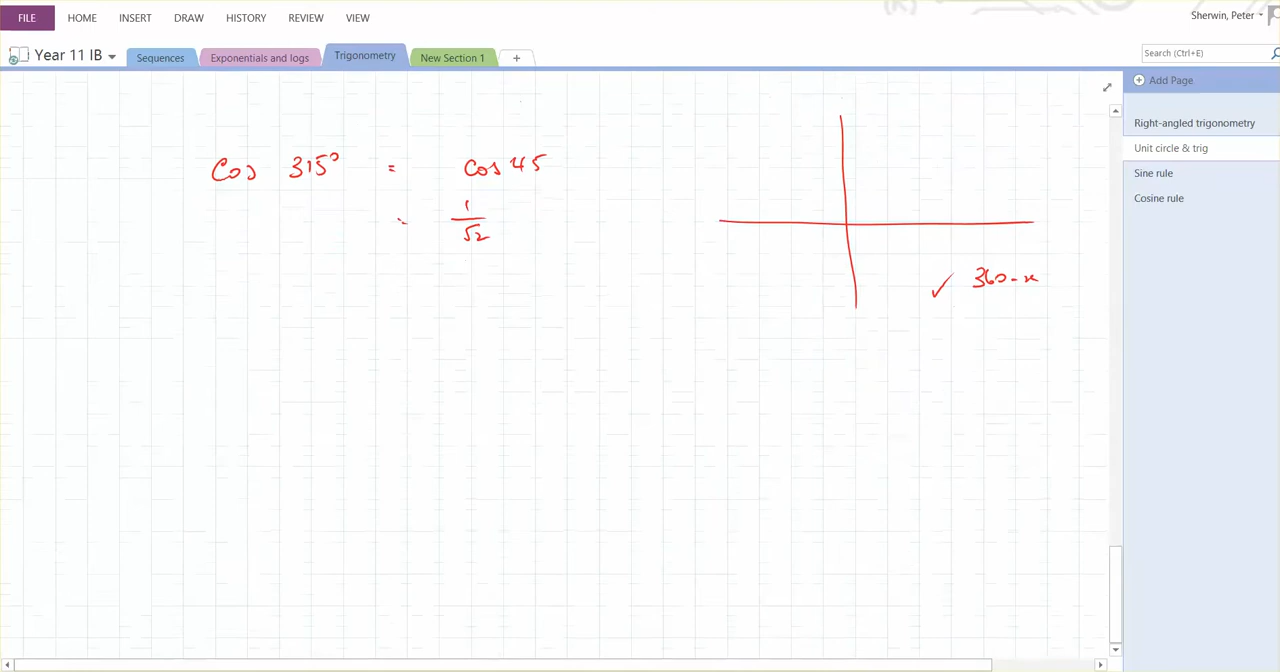 FILE HOME INSERT DRAW HISTORY REVIEW VIEW
Sherwin, Peter
Year 11 IB
Sequences
Exponentials and logs
Trigonometry
New Section 1
+
Search (Ctrl+E)
Add Page
Right-angled trigonometry
Unit circle & trig
Sine rule
Cosine rule
Cos 315° = cos 45
= 1/√2
✓ 360-x